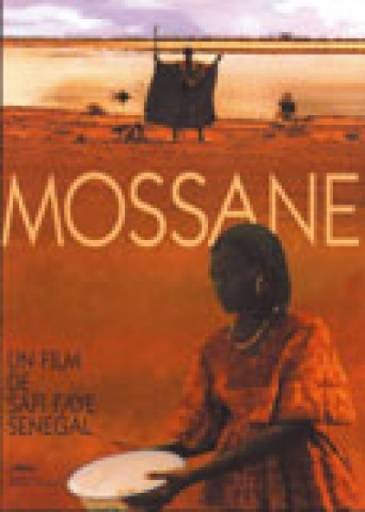 MOSSANE
UN FILM
DE
SAFI FAYE
SENEGAL